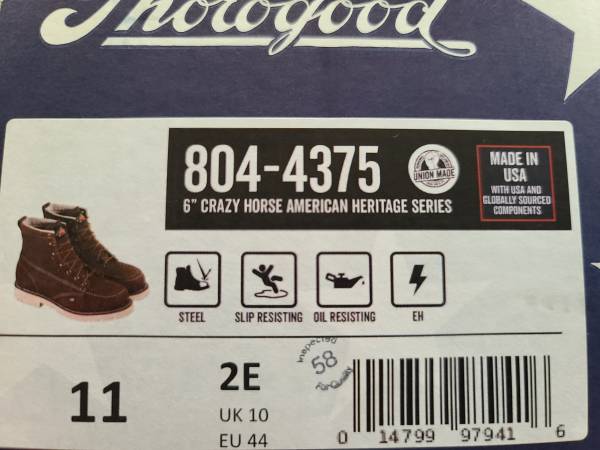 Thorogood
804-4375
UNION MADE
6" CRAZY HORSE AMERICAN HERITAGE SERIES
MADE IN
USA
WITH USA AND
GLOBALLY SOURCED
COMPONENTS
STEEL
SLIP RESISTING
OIL RESISTING
EH
11
2E
UK 10
EU 44
Inspected
58
For Quality
0 14799 97941 6